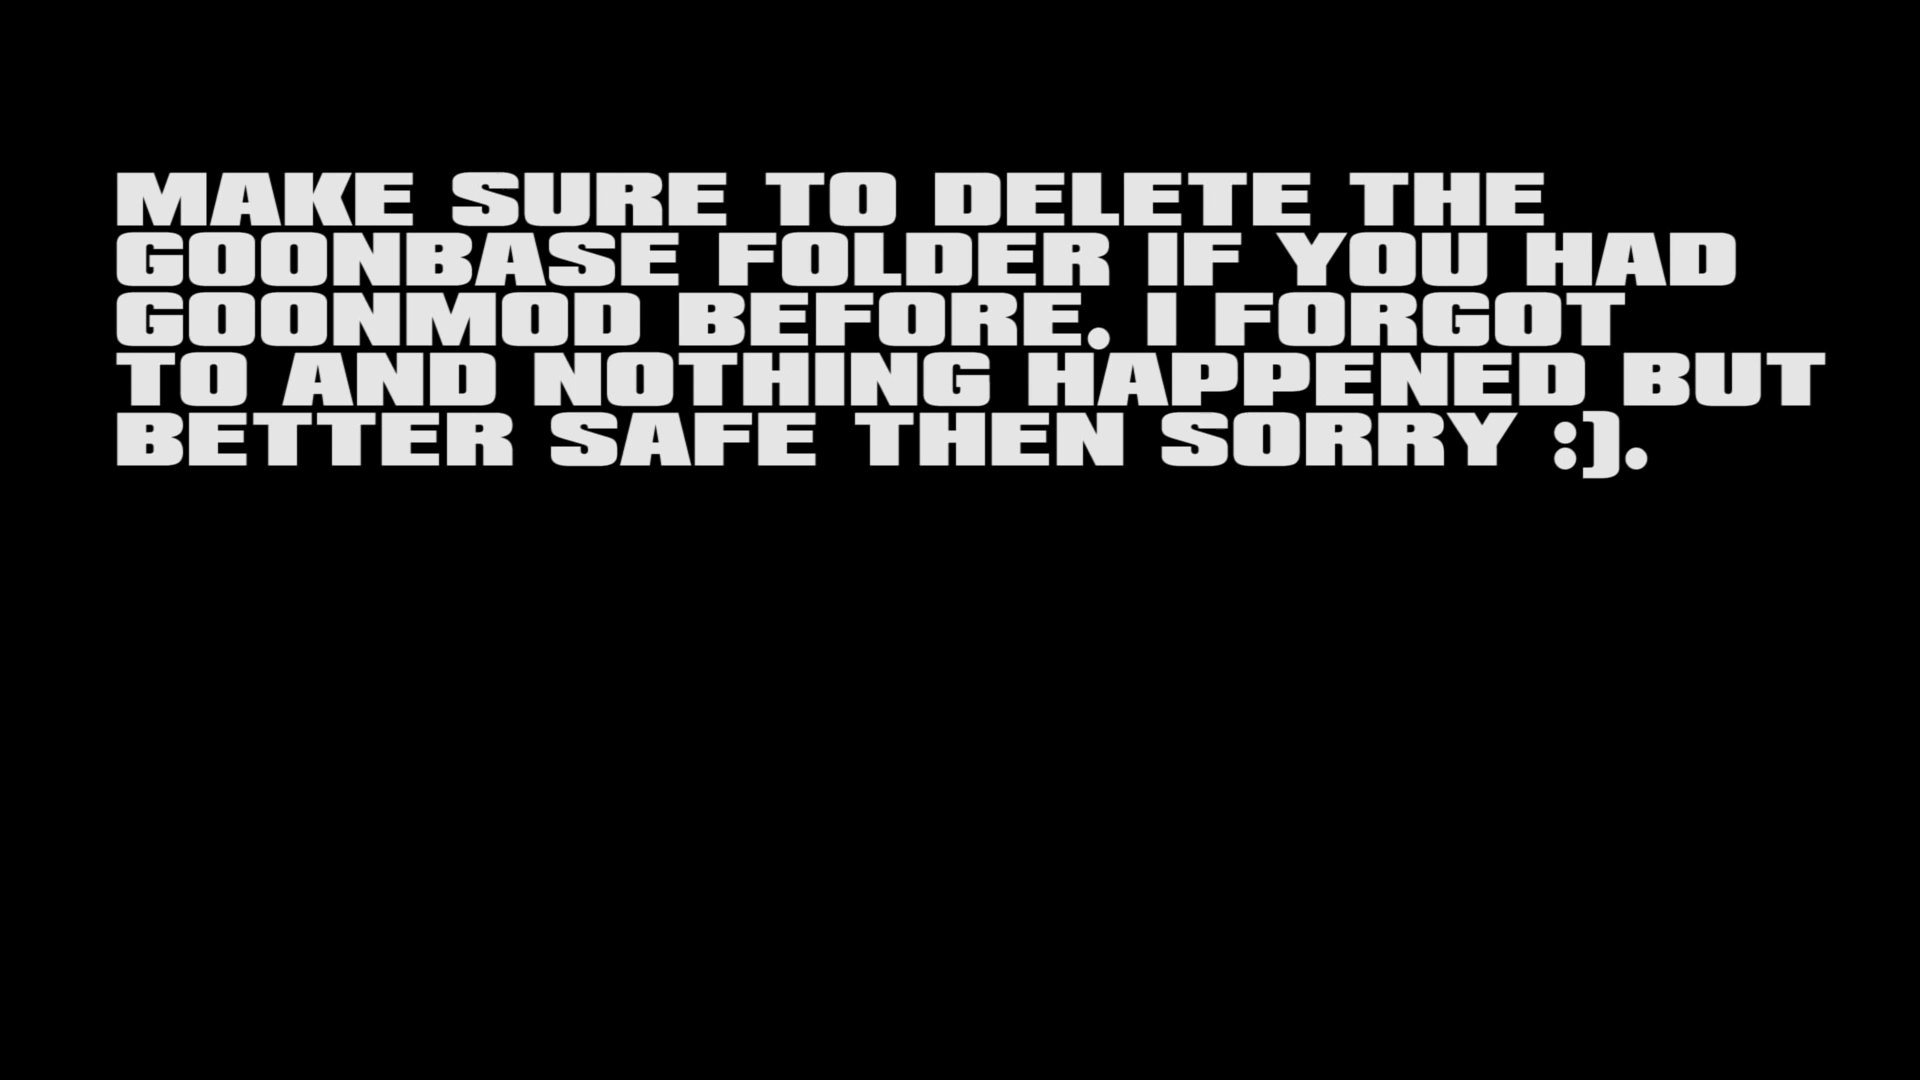 MAKE SURE TO DELETE THE
GOONBASE FOLDER IF YOU HAD
GOONMOD BEFORE. I FORGOT
TO AND NOTHING HAPPENED BUT
BETTER SAFE THEN SORRY :).